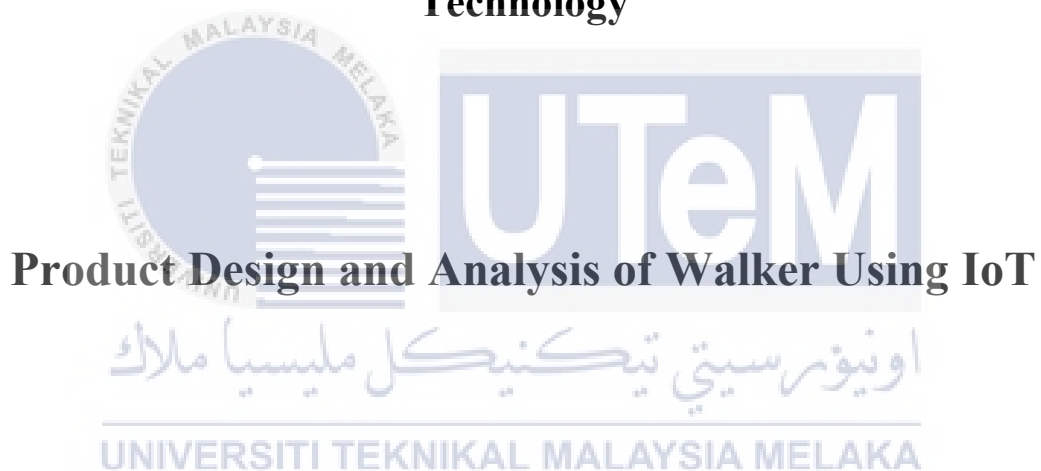 Technology
UNIVERSITI TEKNIKAL MALAYSIA MELAKA
UTeM
Product Design and Analysis of Walker Using IoT
اونيۏرسيتي تيكنيكل مليسيا ملاك
UNIVERSITI TEKNIKAL MALAYSIA MELAKA